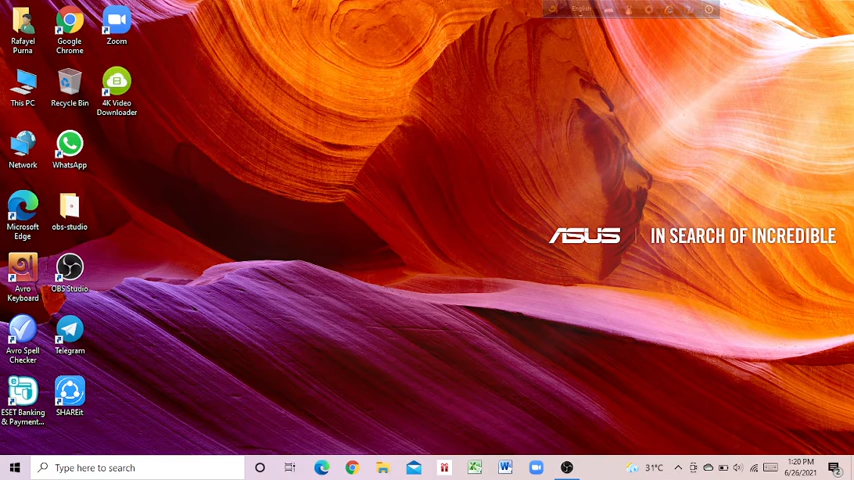 English
Rafayel
Purna
Google
Chrome
Zoom
This PC
Recycle Bin
4K Video
Downloader
Network
WhatsApp
Microsoft
Edge
obs-studio
Avro
Keyboard
OBS Studio
Avro Spell
Checker
Telegram
ESET Banking
& Payment...
SHAREit
ASUS | IN SEARCH OF INCREDIBLE
Type here to search
31°C
1:20 PM
6/26/2021
2